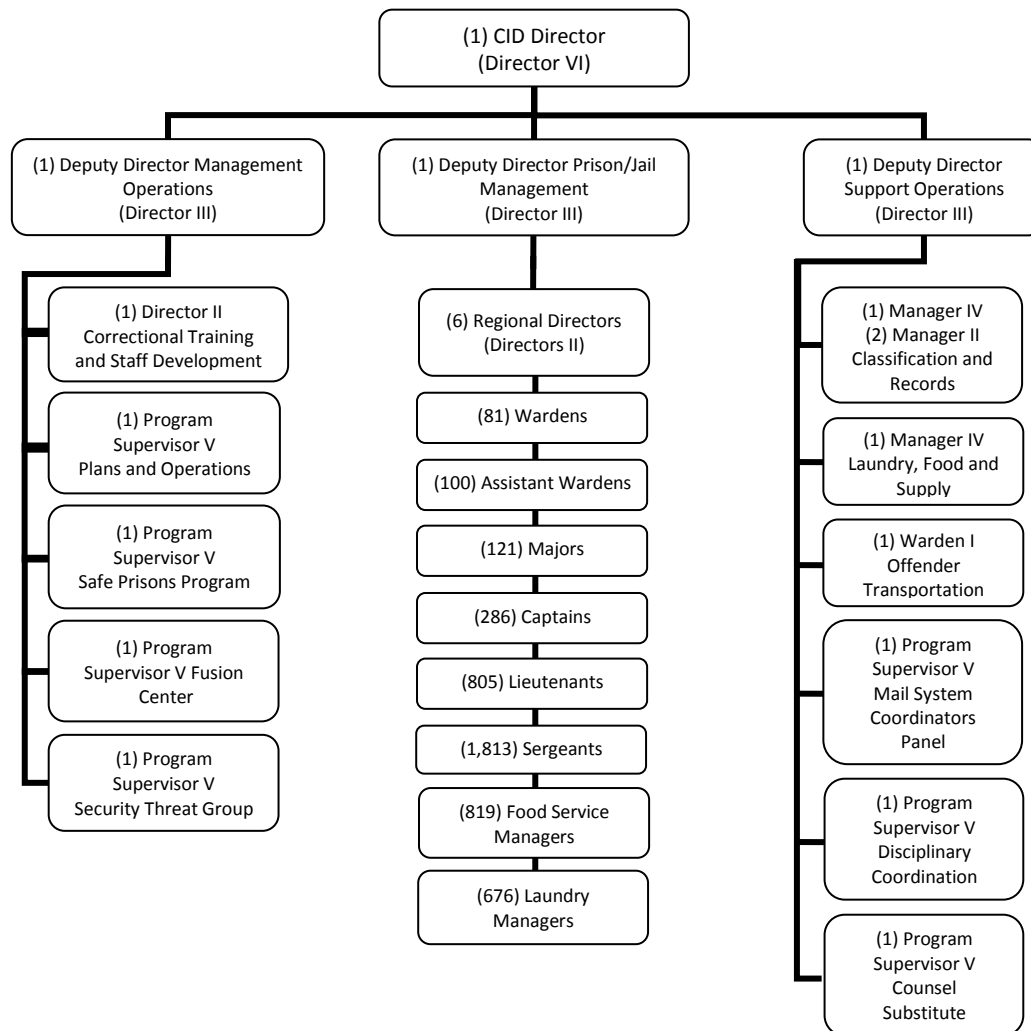 (1) CID Director
(Director VI)
(1) Deputy Director Management
Operations
(Director III)
(1) Director II
Correctional Training
and Staff Development
(1) Program
Supervisor V
Plans and Operations
(1) Program
Supervisor V
Safe Prisons Program
(1) Program
Supervisor V Fusion
Center
(1) Program
Supervisor V
Security Threat Group
(1) Deputy Director Prison/Jail
Management
(Director III)
(6) Regional Directors
(Directors II)
(81) Wardens
(100) Assistant Wardens
(121) Majors
(286) Captains
(805) Lieutenants
(1,813) Sergeants
(819) Food Service
Managers
(676) Laundry
Managers
(1) Deputy Director
Support Operations
(Director III)
(1) Manager IV
(2) Manager II
Classification and
Records
(1) Manager IV
Laundry, Food and
Supply
(1) Warden I
Offender
Transportation
(1) Program
Supervisor V
Mail System
Coordinators
Panel
(1) Program
Supervisor V
Disciplinary
Coordination
(1) Program
Supervisor V
Counsel
Substitute